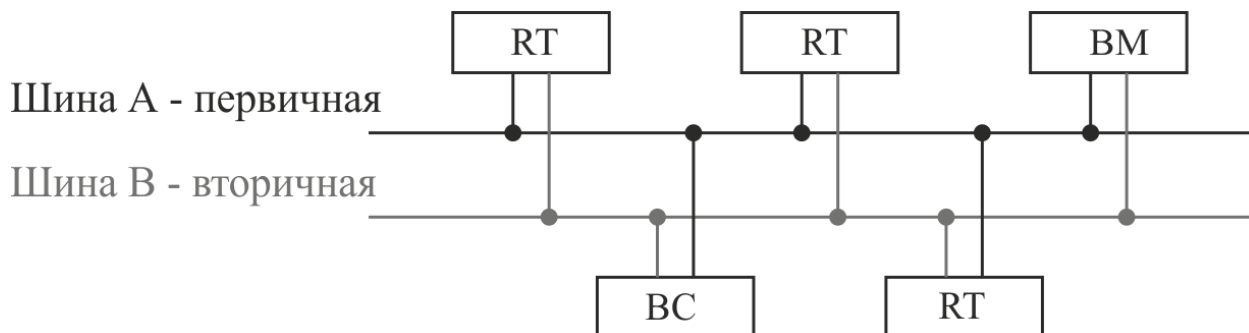 RT
RT
BM
Шина А - первичная
Шина В - вторичная
BC
RT